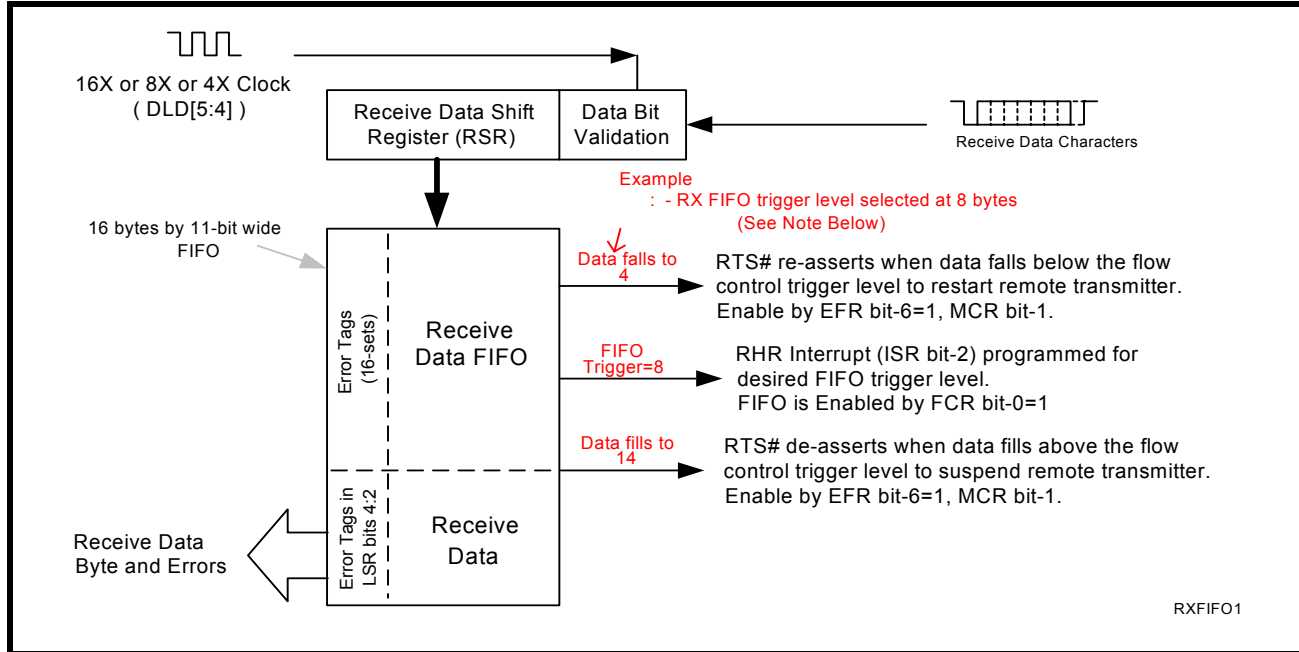 16X or 8X or 4X Clock
( DLD[5:4] )
Receive Data Shift
Register (RSR)
Data Bit
Validation
Receive Data Characters
Example
: - RX FIFO trigger level selected at 8 bytes
(See Note Below)
16 bytes by 11-bit wide
FIFO
Error Tags
(16-sets)
Receive
Data FIFO
Data falls to
4
RTS# re-asserts when data falls below the flow
control trigger level to restart remote transmitter.
Enable by EFR bit-6=1, MCR bit-1.
FIFO
Trigger=8
RHR Interrupt (ISR bit-2) programmed for
desired FIFO trigger level.
FIFO is Enabled by FCR bit-0=1
Data fills to
14
RTS# de-asserts when data fills above the flow
control trigger level to suspend remote transmitter.
Enable by EFR bit-6=1, MCR bit-1.
Error Tags in
LSR bits 4:2
Receive
Data
Receive Data
Byte and Errors
RXFIFO1